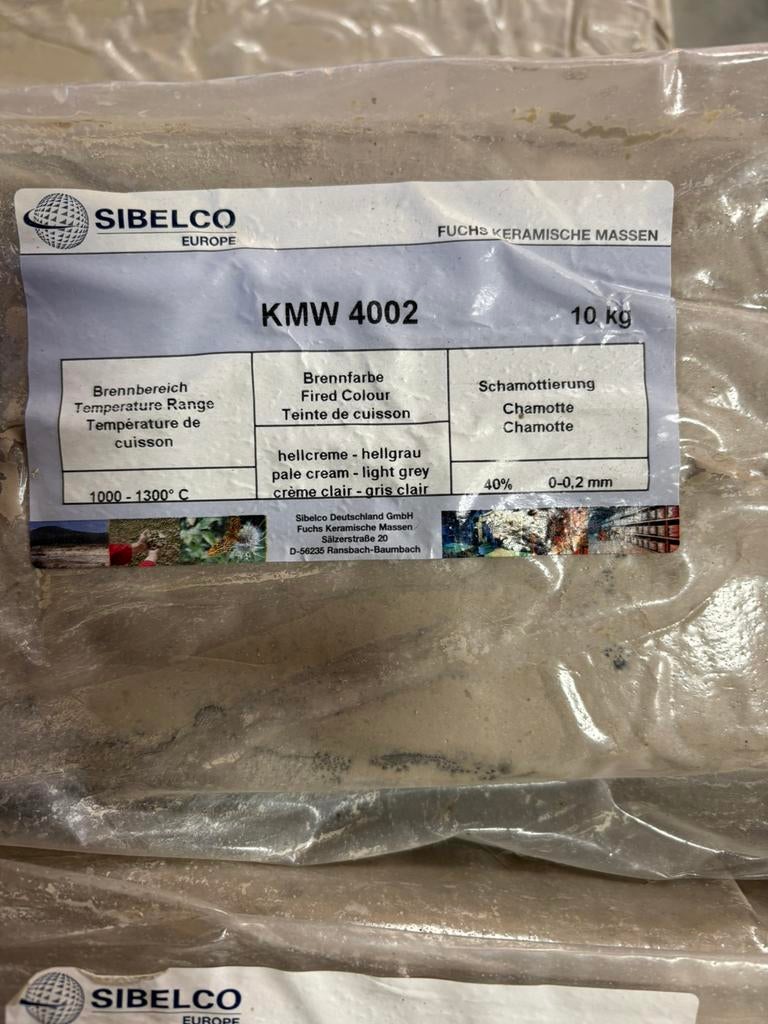 SIBELCO
EUROPE
FUCHS KERAMISCHE MASSEN
KMW 4002
10 kg
Brennbereich
Temperature Range
Température de
cuisson
1000 - 1300° C
Brennfarbe
Fired Colour
Teinte de cuisson
hellcreme - hellgrau
pale cream - light grey
crème clair - gris clair
Schamottierung
Chamotte
Chamotte
40% 0-0,2 mm
Sibelco Deutschland GmbH
Fuchs Keramische Massen
Sälzerstraße 20
D-56235 Ransbach-Baumbach
SIBELCO
EUROPE